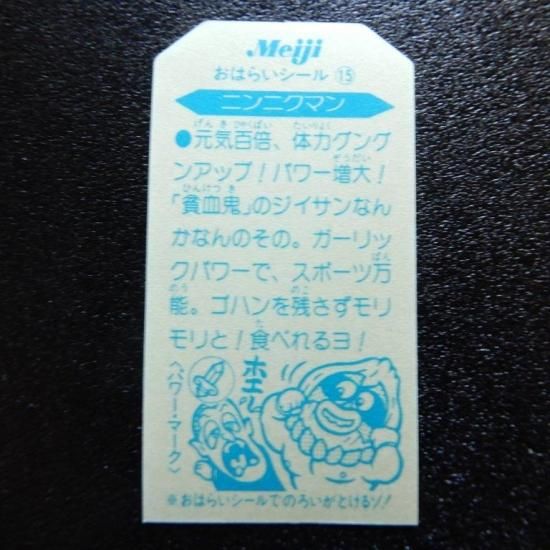 Meiji
おはらいシール⑮
ニンニクマン
●元気百倍、体力グング
ンアップ!パワー増大!
「貧血鬼」のジイサンなん
かなんのその。ガーリッ
クパワーで、スポーツ万
能。ゴハンを残さずモリ
モリと!食べれるヨ!
ホエ〜
〈パワー・マーク〉
※おはらいシールでのろいがとけるゾ!